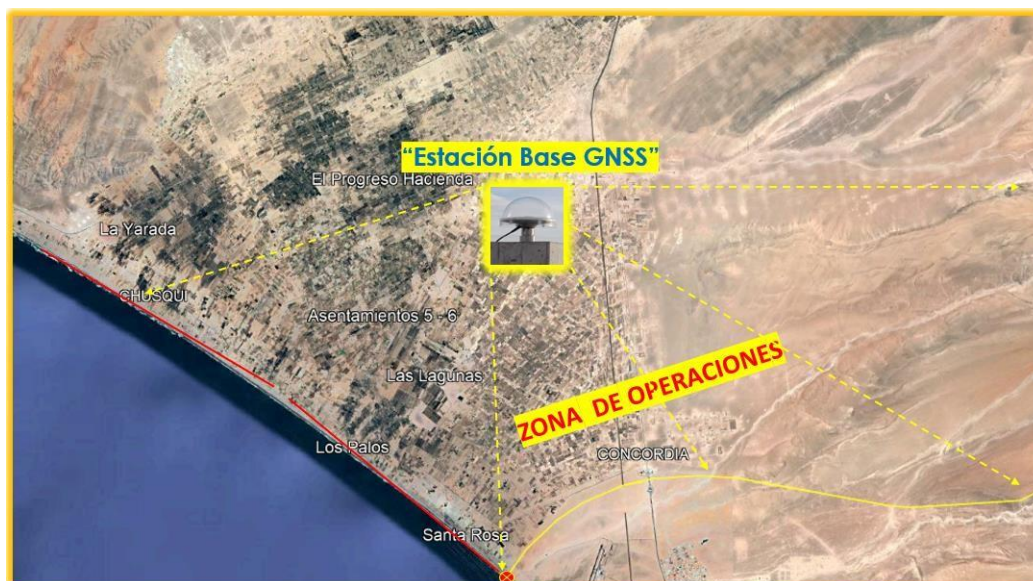 “Estación Base GNSS”
El Progreso Hacienda
La Yarada
CHUSQUI
Asentamientos 5 - 6
ZONA DE OPERACIONES
Las Lagunas
Los Palos
CONCORDIA
Santa Rosa